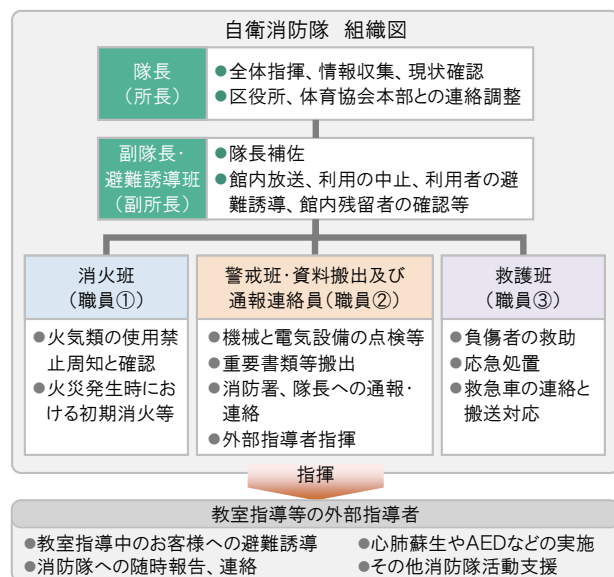 自衛消防隊 組織図
隊長
（所長）
●全体指揮、情報収集、現状確認
●区役所、体育協会本部との連絡調整
副隊長・
避難誘導班
（副所長）
●隊長補佐
●館内放送、利用の中止、利用者の避
難誘導、館内残留者の確認等
消火班
（職員①）
●火気類の使用禁
止周知と確認
●火災発生時にお
ける初期消火等
警戒班・資料搬出及び
通報連絡員（職員②）
●機械と電気設備の点検等
●重要書類等搬出
●消防署、隊長への通報・
連絡
●外部指導者指揮
救護班
（職員③）
●負傷者の救助
●応急処置
●救急車の連絡と
搬送対応
指揮
教室指導等の外部指導者
●教室指導中のお客様への避難誘導
●消防隊への随時報告、連絡
●心肺蘇生やAEDなどの実施
●その他消防隊活動支援